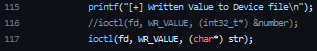 115 printf("[+] Written Value to Device file\n");
116 //ioctl(fd, WR_VALUE, (int32_t*) &number);
117 ioctl(fd, WR_VALUE, (char*) str);